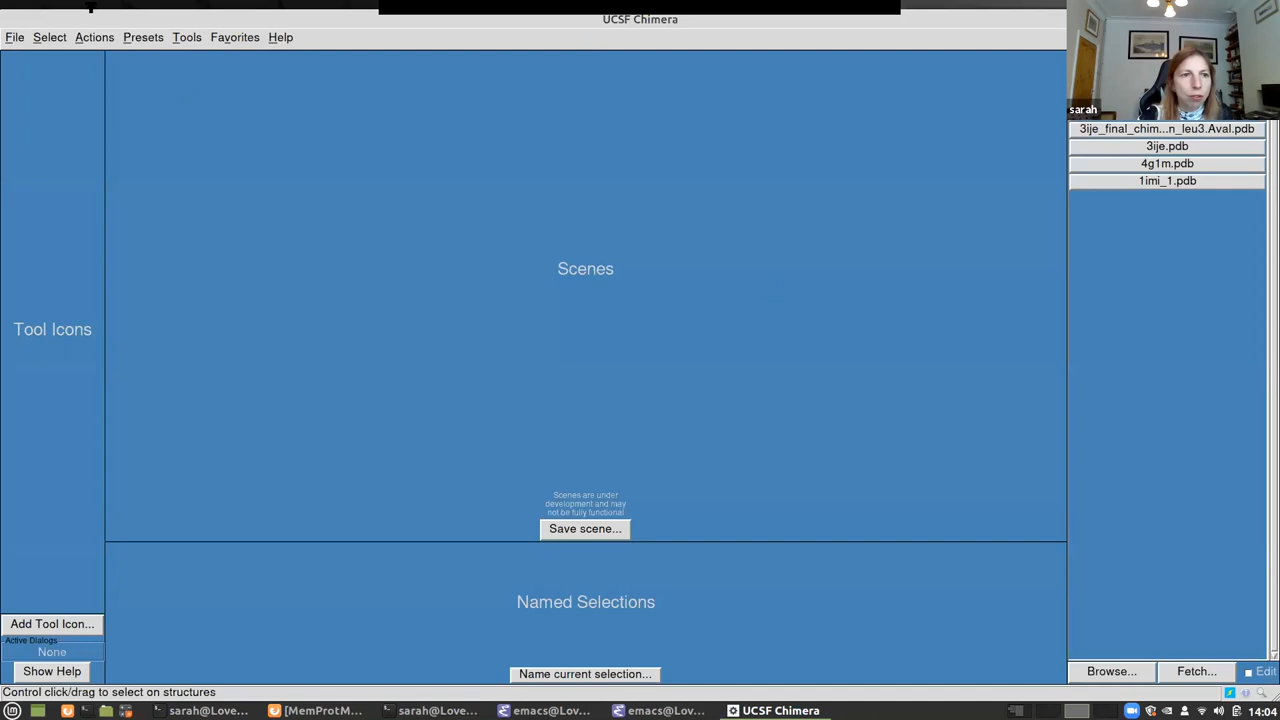 UCSF Chimera
File Select Actions Presets Tools Favorites Help
sarah
3ije_final_chim...n_leu3.Aval.pdb
3ije.pdb
4g1m.pdb
1imi_1.pdb
Scenes
Tool Icons
Scenes are under
development and may
not be fully functional
Save scene...
Named Selections
Add Tool Icon...
Active Dialogs
None
Show Help
Name current selection...
Browse... Fetch... Edit
Control click/drag to select on structures
sarah@Love... [MemProtM... sarah@Love... emacs@Lov... emacs@Lov... UCSF Chimera 14:04